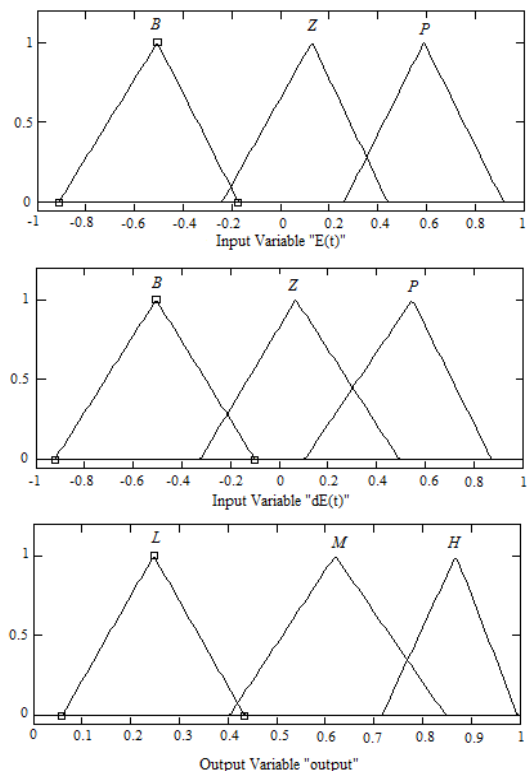 B Z P
1
0.5
0
-1 -0.8 -0.6 -0.4 -0.2 0 0.2 0.4 0.6 0.8 1
Input Variable "E(t)"
B Z P
1
0.5
0
-1 -0.8 -0.6 -0.4 -0.2 0 0.2 0.4 0.6 0.8 1
Input Variable "dE(t)"
L M H
1
0.5
0
0 0.1 0.2 0.3 0.4 0.5 0.6 0.7 0.8 0.9 1
Output Variable "output"